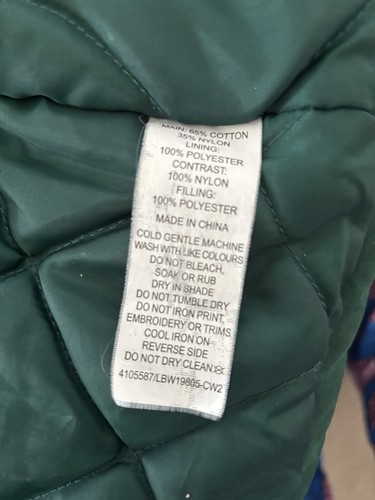 MAIN: 65% COTTON
35% NYLON
LINING:
100% POLYESTER
CONTRAST:
100% NYLON
FILLING:
100% POLYESTER
MADE IN CHINA
COLD GENTLE MACHINE
WASH WITH LIKE COLOURS
DO NOT BLEACH,
SOAK OR RUB
DRY IN SHADE
DO NOT TUMBLE DRY
DO NOT IRON PRINT,
EMBROIDERY OR TRIMS
COOL IRON ON
REVERSE SIDE
DO NOT DRY CLEAN
4105587/LBW19805-CW2